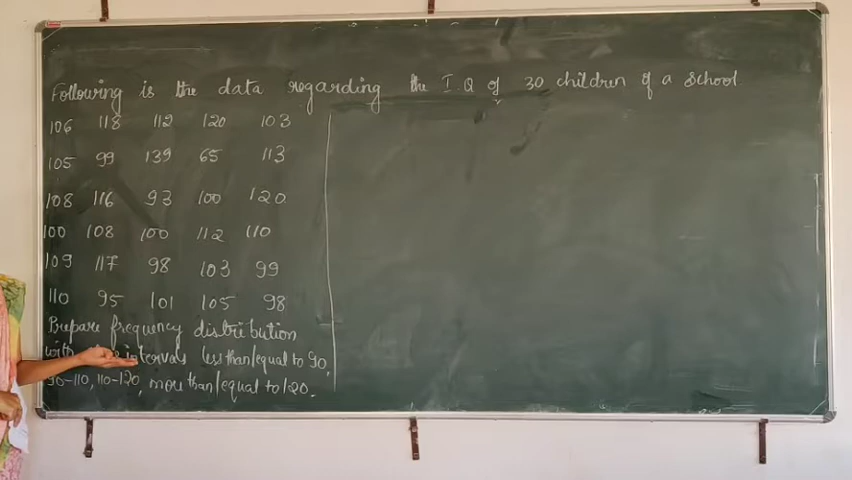 Following is the data regarding the I.Q of 30 children of a school
106 118 112 120 103
105 99 139 65 113
108 116 93 100 120
100 108 100 112 110
109 117 98 103 99
110 95 101 105 98
Prepare frequency distribution
with intervals less than/equal to 90,
90-110, 110-120, more than/equal to 120.